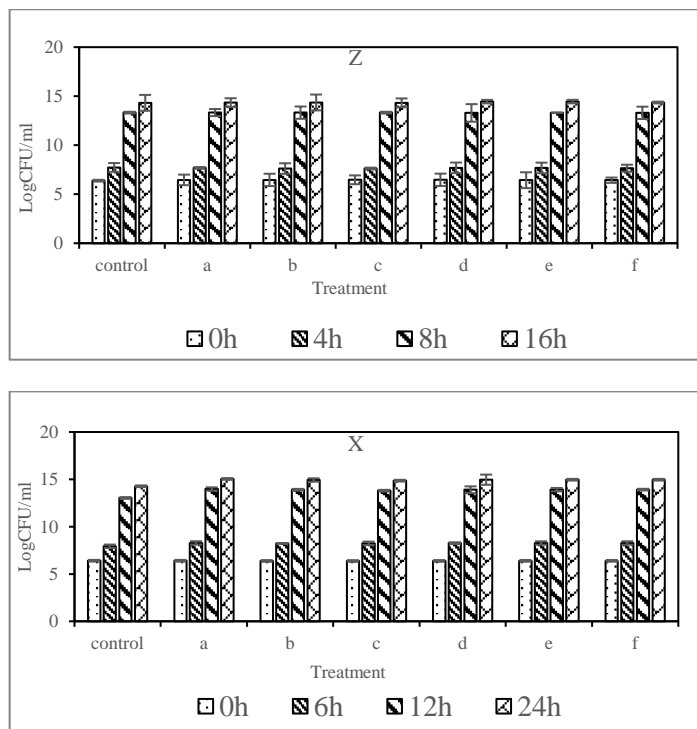 Z
20
15
10
5
0
LogCFU/ml
control a b c d e f
Treatment
0h 4h 8h 16h
X
20
15
10
5
0
LogCFU/ml
control a b c d e f
Treatment
0h 6h 12h 24h